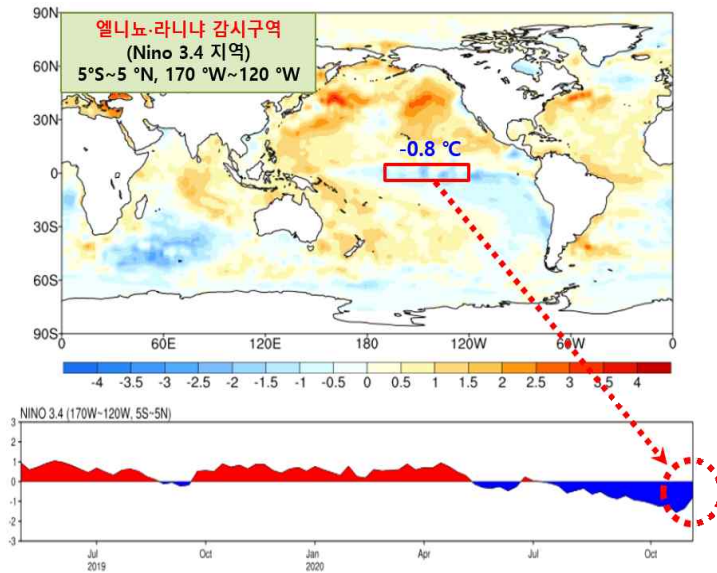 엘니뇨·라니냐 감시구역
(Nino 3.4 지역)
5°S~5 °N, 170 °W~120 °W
90N
60N
30N
0
30S
60S
90S
-0.8 ℃
0 60E 120E 180 120W 60W 0
-4 -3.5 -3 -2.5 -2 -1.5 -1 -0.5 0 0.5 1 1.5 2 2.5 3 3.5 4
NINO 3.4 (170W~120W, 5S~5N)
3
2
1
0
-1
-2
-3
Jul Oct Jan Apr Jul Oct
2019 2020